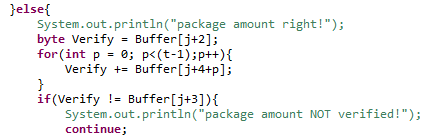 }else{
System.out.println("package amount right!");
byte Verify = Buffer[j+2];
for(int p = 0; p<(t-1);p++){
Verify += Buffer[j+4+p];
}
if(Verify != Buffer[j+3]){
System.out.println("package amount NOT verified!");
continue;